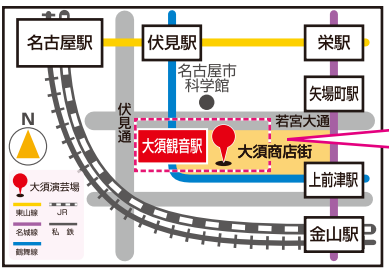 名古屋駅
伏見駅
栄駅
名古屋市
科学館
矢場町駅
伏見通
若宮大通
N
大須観音駅
大須商店街
大須演芸場
上前津駅
東山線
JR
名城線
私 鉄
鶴舞線
金山駅